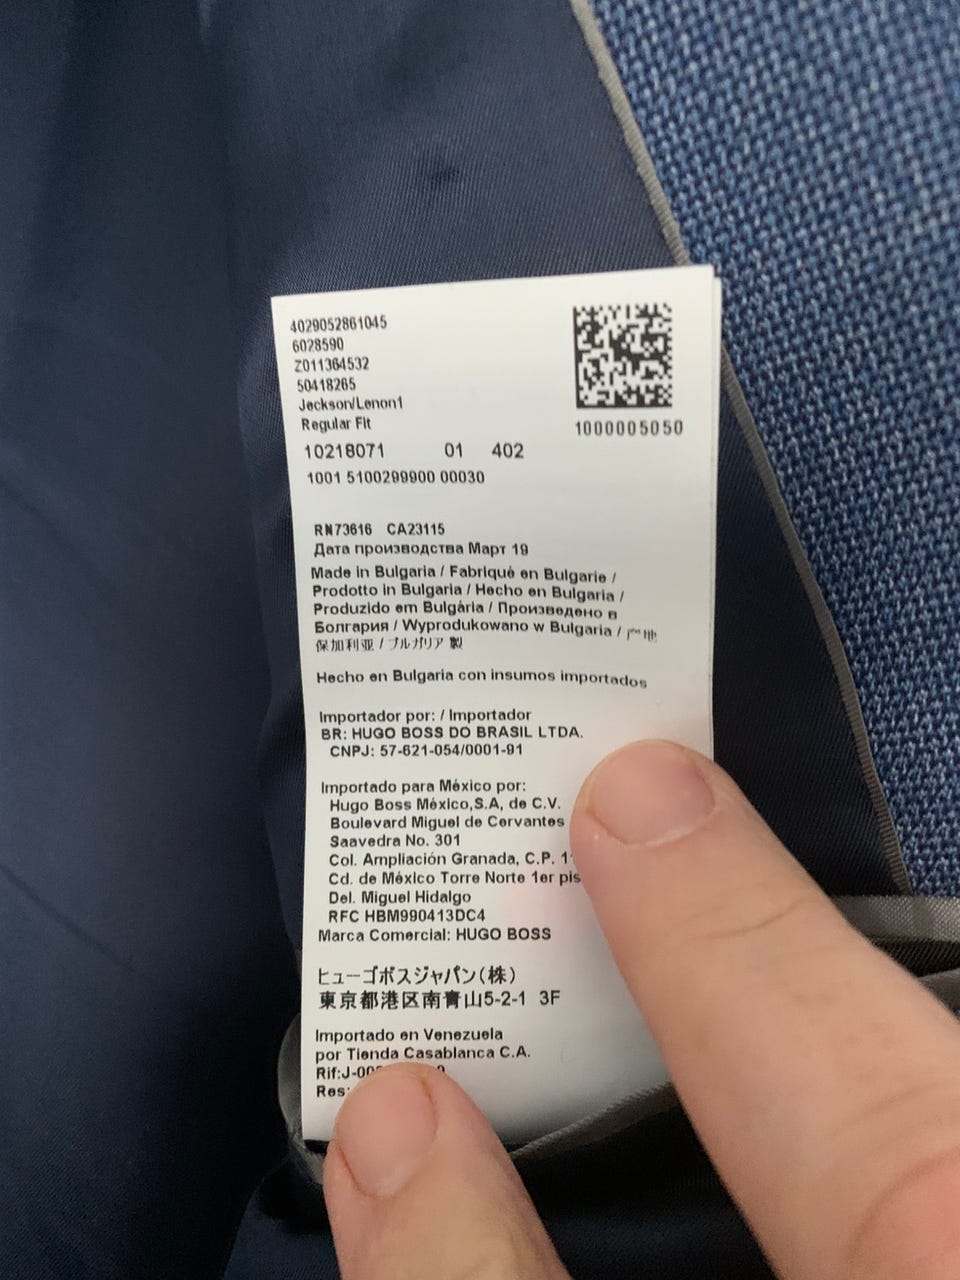 4029052861045
6028590
Z011364532
50418265
Jackson/Lenon1
Regular Fit
1000005050
10218071 01 402
1001 5100299900 00030
RN73616 CA23115
Дата производства Март 19
Made in Bulgaria / Fabriqué en Bulgarie /
Prodotto in Bulgaria / Hecho en Bulgaria /
Produzido em Bulgária / Произведено в
Болгария / Wyprodukowano w Bulgaria / 产地
保加利亚 / ブルガリア 製
Hecho en Bulgaria con insumos importados
Importador por: / Importador
BR: HUGO BOSS DO BRASIL LTDA.
CNPJ: 57-621-054/0001-91
Importado para México por:
Hugo Boss México,S.A, de C.V.
Boulevard Miguel de Cervantes
Saavedra No. 301
Col. Ampliación Granada, C.P.
Cd. de México Torre Norte 1er
Del. Miguel Hidalgo
RFC HBM990413DC4
Marca Comercial: HUGO BOSS
ヒューゴボスジャパン(株)
東京都港区南青山5-2-1 3F
Importado en Venezuela
por Tienda Casablanca C.A.
Res: